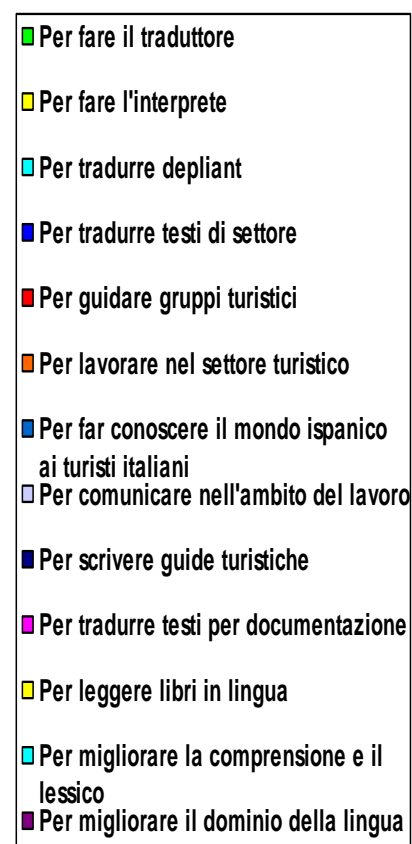 Per fare il traduttore
Per fare l'interprete
Per tradurre depliant
Per tradurre testi di settore
Per guidare gruppi turistici
Per lavorare nel settore turistico
Per far conoscere il mondo ispanico
ai turisti italiani
Per comunicare nell'ambito del lavoro
Per scrivere guide turistiche
Per tradurre testi per documentazione
Per leggere libri in lingua
Per migliorare la comprensione e il
lessico
Per migliorare il dominio della lingua